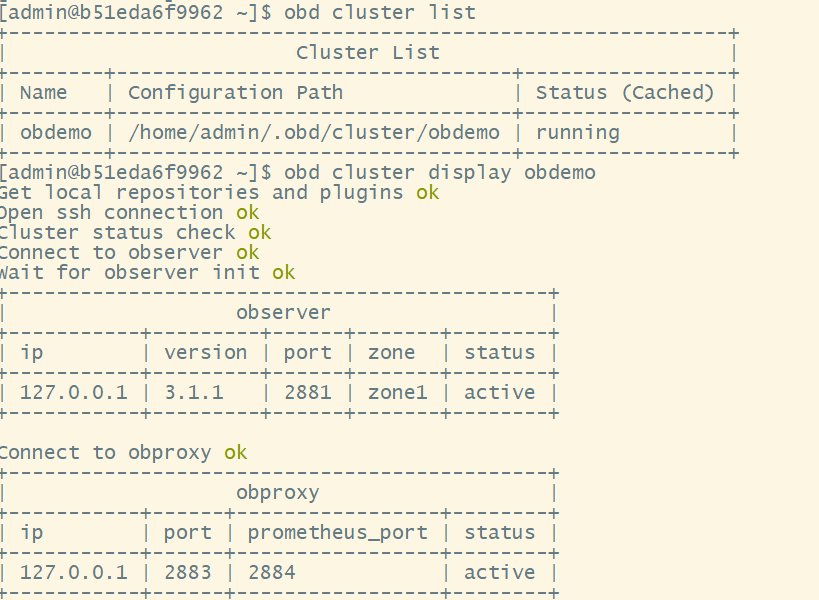 [admin@b51eda6f9962 ~]$ obd cluster list
+-------------------------------------------------------------+
|                        Cluster List                         |
+--------+---------------------------------+-----------------+
| Name   | Configuration Path              | Status (Cached) |
+--------+---------------------------------+-----------------+
| obdemo | /home/admin/.obd/cluster/obdemo | running         |
+--------+---------------------------------+-----------------+
[admin@b51eda6f9962 ~]$ obd cluster display obdemo
Get local repositories and plugins ok
Open ssh connection ok
Cluster status check ok
Connect to observer ok
Wait for observer init ok
+---------------------------------------------+
|                   observer                  |
+-----------+---------+------+-------+--------+
| ip        | version | port | zone  | status |
+-----------+---------+------+-------+--------+
| 127.0.0.1 | 3.1.1   | 2881 | zone1 | active |
+-----------+---------+------+-------+--------+
Connect to obproxy ok
+---------------------------------------------+
|                   obproxy                   |
+-----------+------+-----------------+--------+
| ip        | port | prometheus_port | status |
+-----------+------+-----------------+--------+
| 127.0.0.1 | 2883 | 2884            | active |
+-----------+------+-----------------+--------+